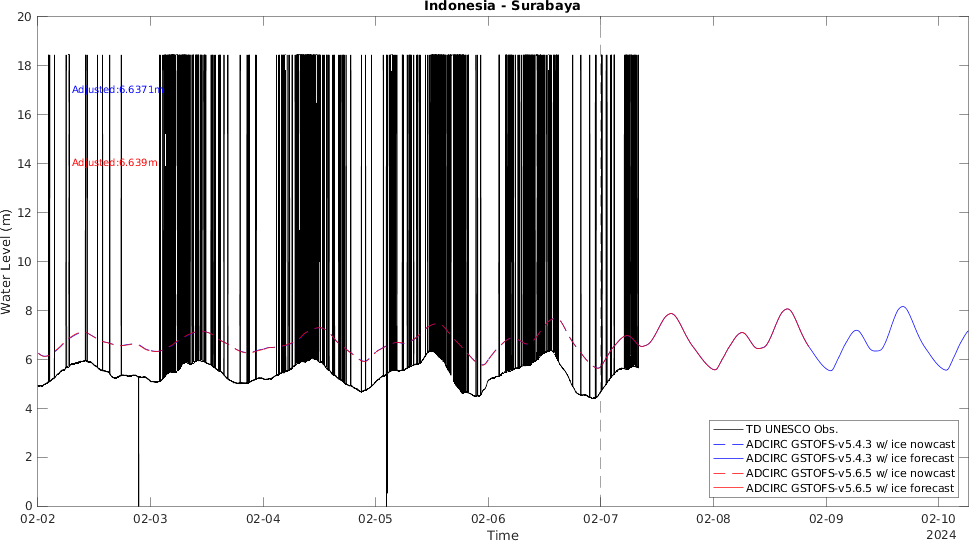 Indonesia - Surabaya
20
18
16
14
12
10
8
6
4
2
0
Water Level (m)
Adjusted:6.6371m
Adjusted:6.639m
02-02
02-03
02-04
02-05
02-06
02-07
02-08
02-09
02-10
Time
2024
TD UNESCO Obs.
ADCIRC GSTOFS-v5.4.3 w/ ice nowcast
ADCIRC GSTOFS-v5.4.3 w/ ice forecast
ADCIRC GSTOFS-v5.6.5 w/ ice nowcast
ADCIRC GSTOFS-v5.6.5 w/ ice forecast